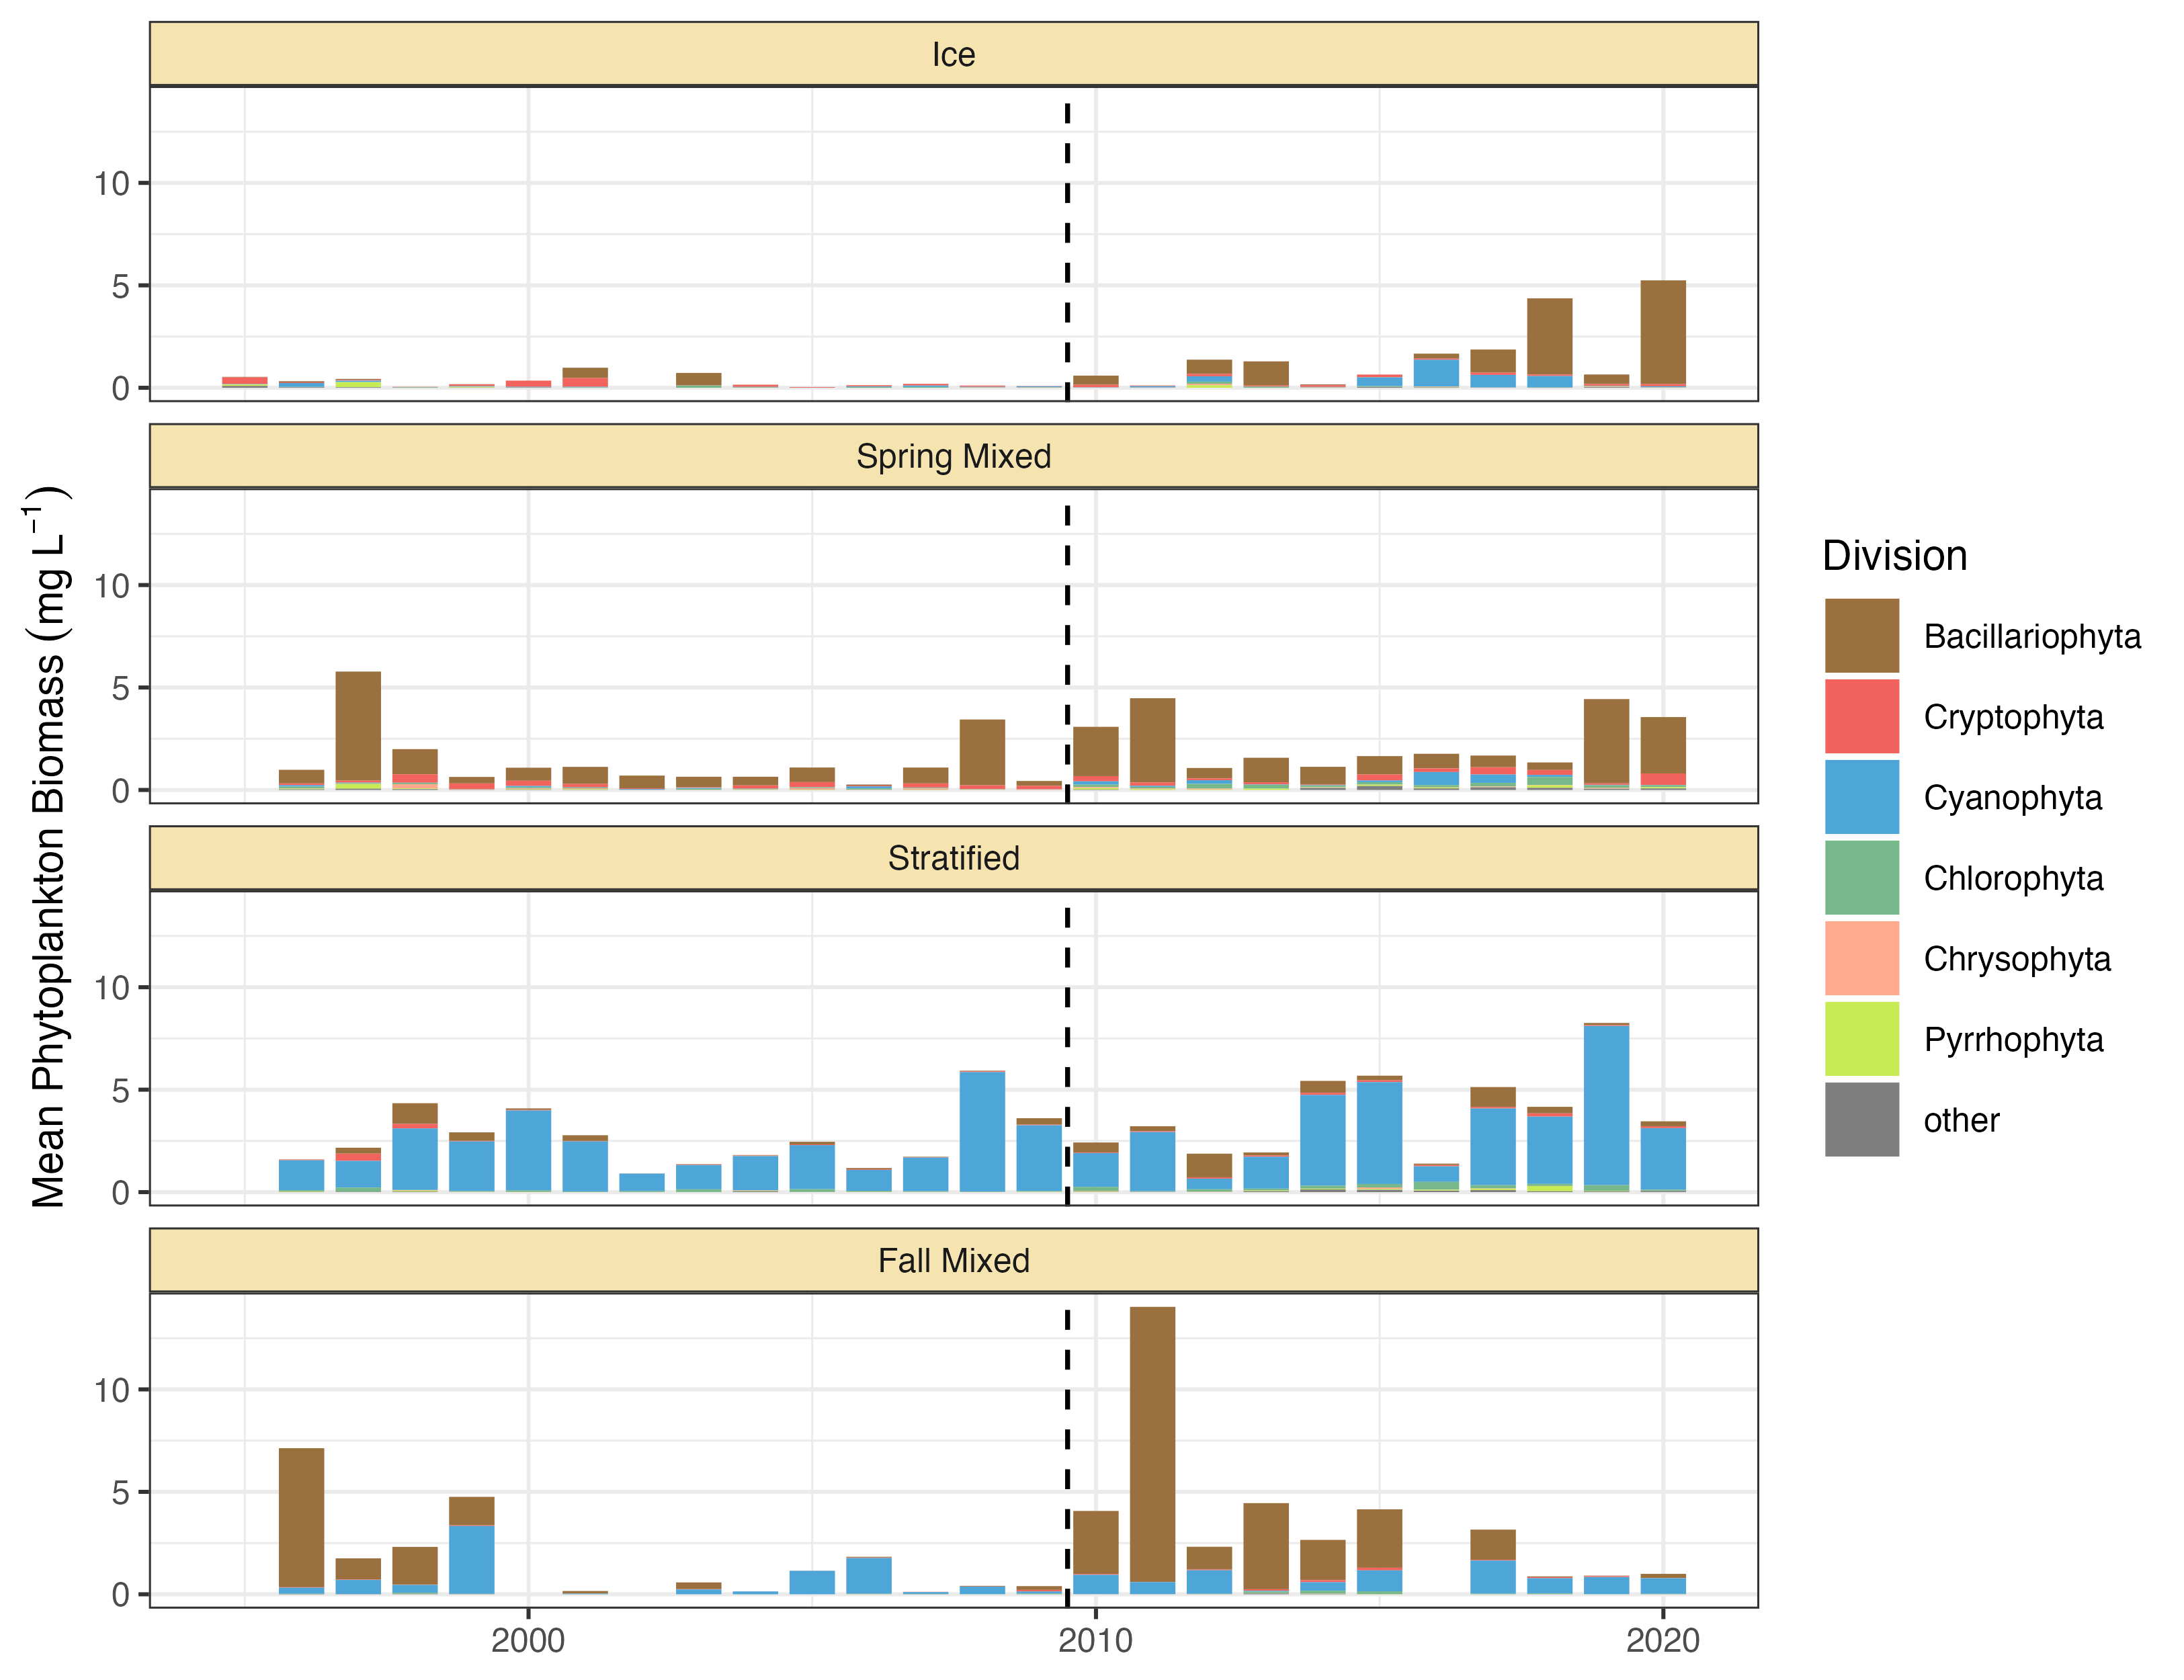 Ice
10
5
0
Spring Mixed
10
5
0
Stratified
10
5
0
Fall Mixed
10
5
0
2000 2010 2020
Mean Phytoplankton Biomass (mg L⁻¹)
Division
Bacillariophyta
Cryptophyta
Cyanophyta
Chlorophyta
Chrysophyta
Pyrrhophyta
other